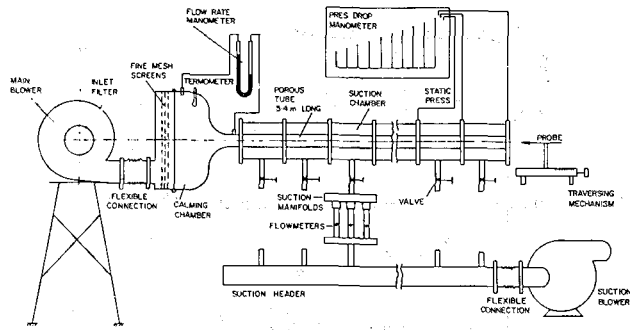 FLOW RATE
MANOMETER
PRES DROP
MANOMETER
MAIN
BLOWER
INLET
FILTER
FINE MESH
SCREENS
TERMOMETER
POROUS
TUBE
3·4 m LONG
SUCTION
CHAMBER
STATIC
PRESS
PROBE
TRAVERSING
MECHANISM
FLEXIBLE
CONNECTION
CALMING
CHAMBER
SUCTION
MANIFOLDS
FLOWMETERS
VALVE
SUCTION HEADER
FLEXIBLE
CONNECTION
SUCTION
BLOWER